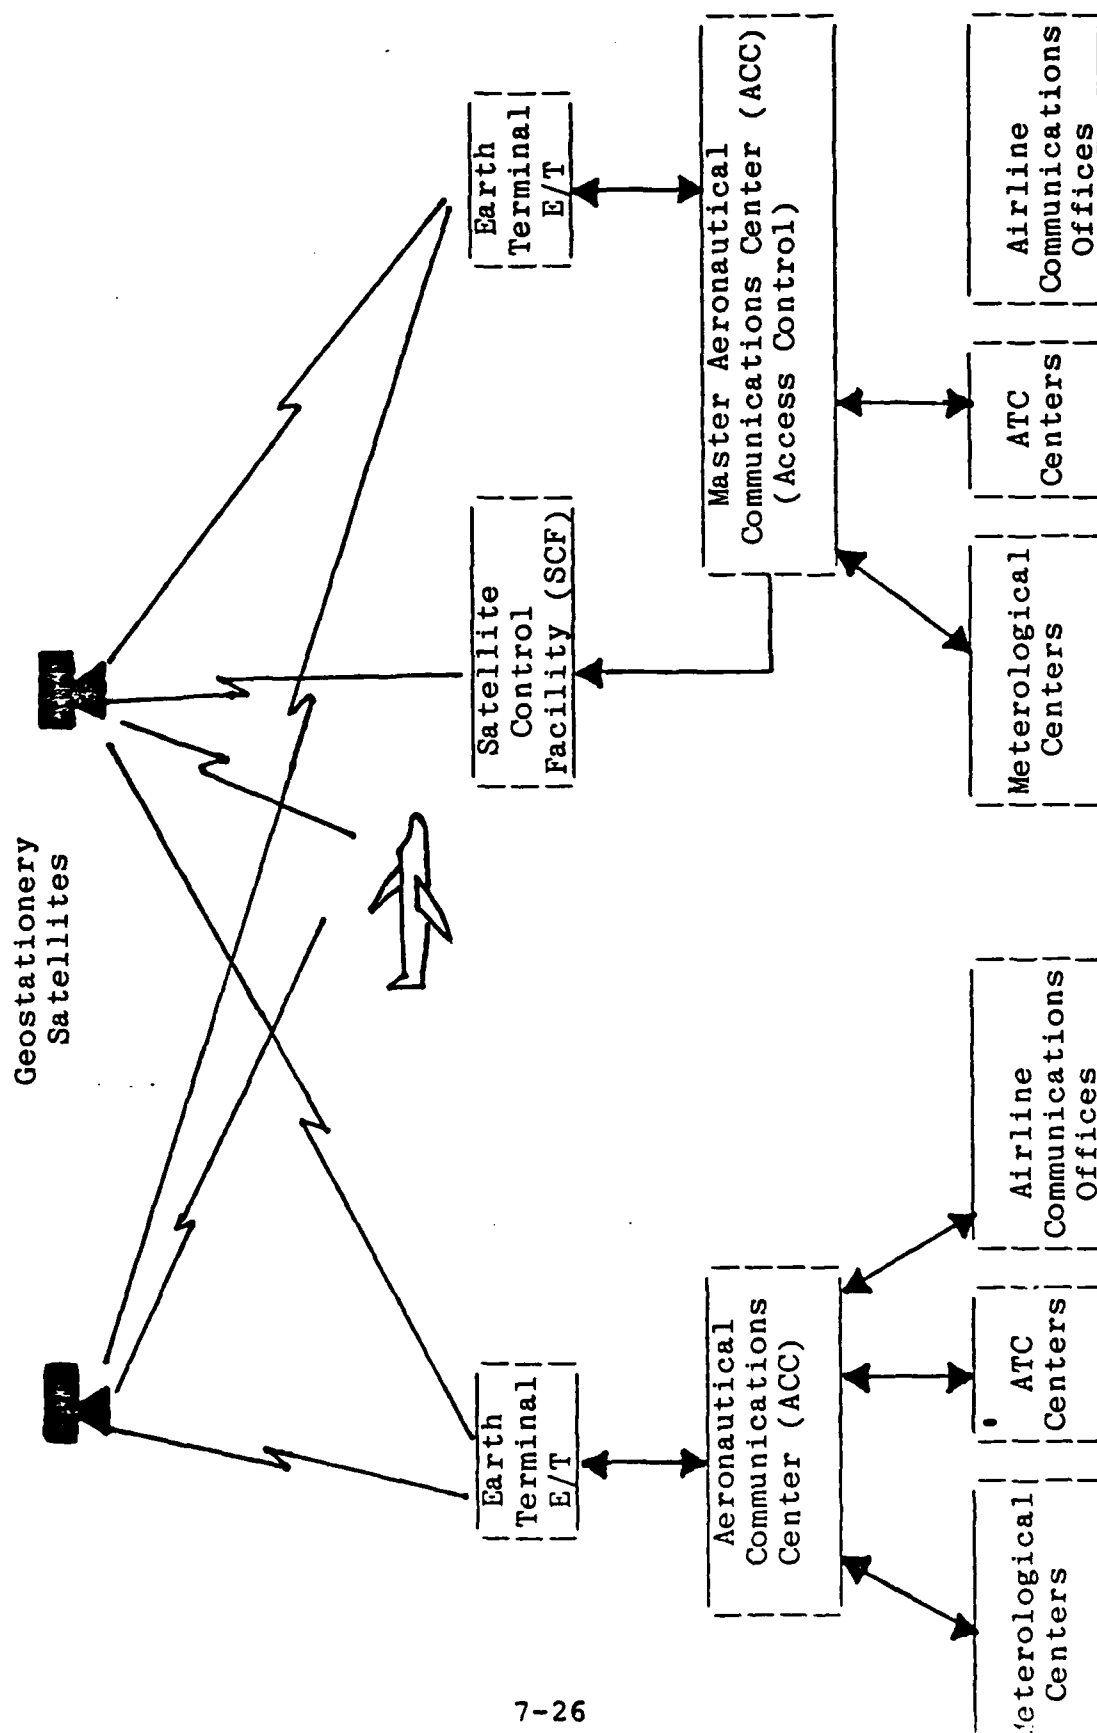 Geostationery
Satellites
Earth
Terminal
E/T
Satellite
Control
Facility (SCF)
Earth
Terminal
E/T
Aeronautical
Communications
Center (ACC)
Master Aeronautical
Communications Center (ACC)
(Access Control)
eterological
Centers
ATC
Centers
Airline
Communications
Offices
Meterological
Centers
ATC
Centers
Airline
Communications
Offices
7-26